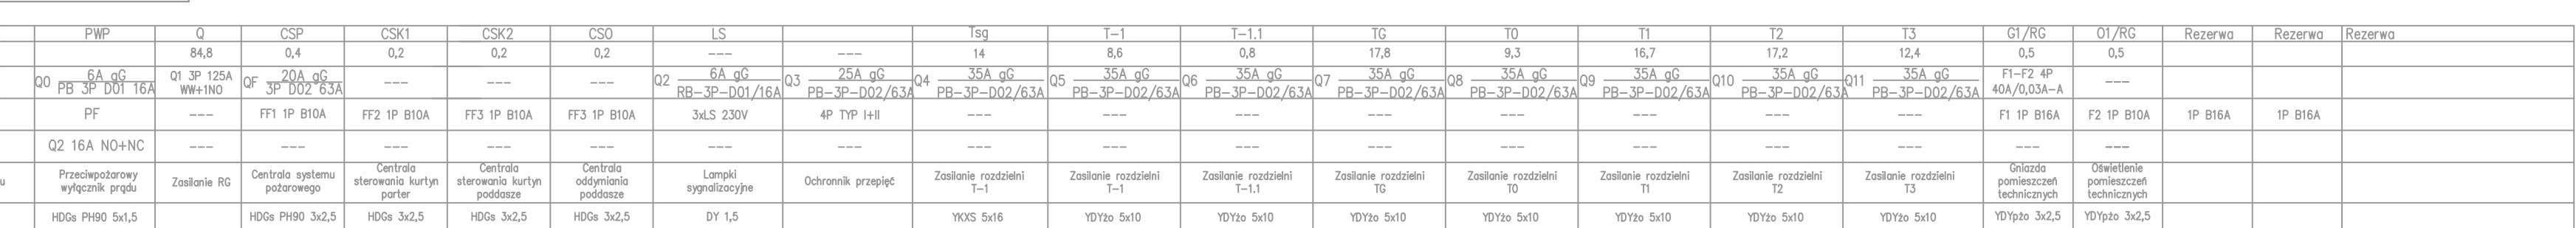 PWP Q CSP CSK1 CSK2 CSO LS Tsg T-1 T-1.1 TG T0 T1 T2 T3 G1/RG O1/RG Rezerwa Rezerwa Rezerwa
84,8 0,4 0,2 0,2 0,2 --- --- 14 8,6 0,8 17,8 9,3 16,7 17,2 12,4 0,5 0,5
6A gG Q1 3P 125A 20A gG 6A gG 25A gG 35A gG 35A gG 35A gG 35A gG 35A gG 35A gG 35A gG 35A gG F1-F2 4P
Q0 QF --- --- --- Q2 Q3 Q4 Q5 Q6 Q7 Q8 Q9 Q10 Q11 ---
PB 3P D01 16A WW+1NO 3P D02 63A RB-3P-D01/16A PB-3P-D02/63A PB-3P-D02/63A PB-3P-D02/63A PB-3P-D02/63A PB-3P-D02/63A PB-3P-D02/63A PB-3P-D02/63A PB-3P-D02/63A PB-3P-D02/63A 40A/0,03A-A
PF --- FF1 1P B10A FF2 1P B10A FF3 1P B10A FF3 1P B10A 3xLS 230V 4P TYP I+II --- --- --- --- --- --- --- --- F1 1P B16A F2 1P B10A 1P B16A 1P B16A
Q2 16A NO+NC --- --- --- --- --- --- --- --- --- --- --- --- --- --- --- --- ---
u
Przeciwpożarowy
wyłącznik prądu
Zasilanie RG
Centrala systemu
pożarowego
Centrala
sterowania kurtyn
parter
Centrala
sterowania kurtyn
poddasze
Centrala
oddymiania
poddasze
Lampki
sygnalizacyjne
Ochronnik przepięć
Zasilanie rozdzielni
T-1
Zasilanie rozdzielni
T-1
Zasilanie rozdzielni
T-1.1
Zasilanie rozdzielni
TG
Zasilanie rozdzielni
T0
Zasilanie rozdzielni
T1
Zasilanie rozdzielni
T2
Zasilanie rozdzielni
T3
Gniazda
pomieszczeń
technicznych
Oświetlenie
pomieszczeń
technicznych
HDGs PH90 5x1,5 HDGs PH90 3x2,5 HDGs 3x2,5 HDGs 3x2,5 HDGs 3x2,5 DY 1,5 YKXS 5x16 YDYżo 5x10 YDYżo 5x10 YDYżo 5x10 YDYżo 5x10 YDYżo 5x10 YDYżo 5x10 YDYżo 5x10 YDYpżo 3x2,5 YDYpżo 3x2,5